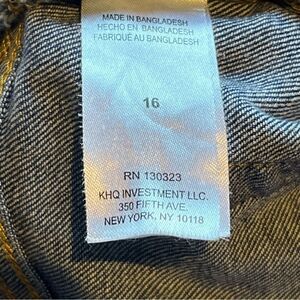 MADE IN BANGLADESH
HECHO EN BANGLADESH
FABRIQUÉ AU BANGLADESH
16
RN 130323
KHQ INVESTMENT LLC.
350 FIFTH AVE.
NEW YORK, NY 10118